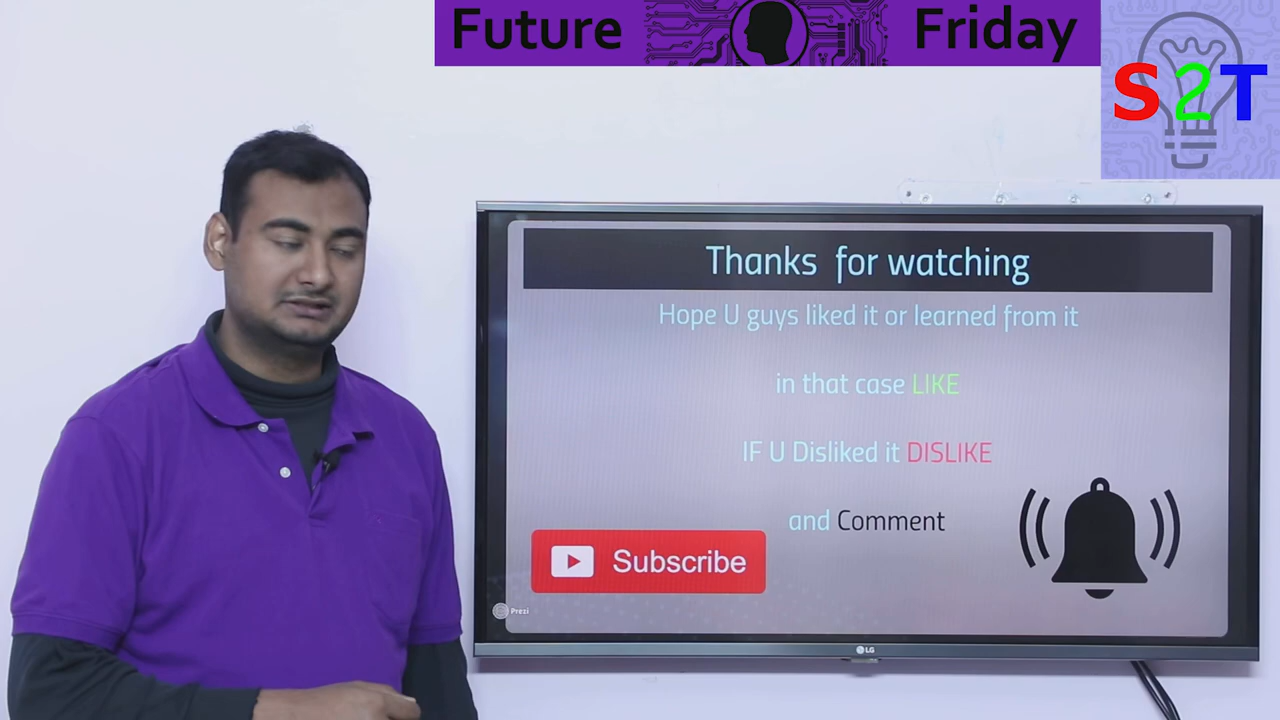 Future Friday
S2T
Thanks for watching
Hope U guys liked it or learned from it
in that case LIKE
IF U Disliked it DISLIKE
and Comment
Subscribe
Prezi
LG